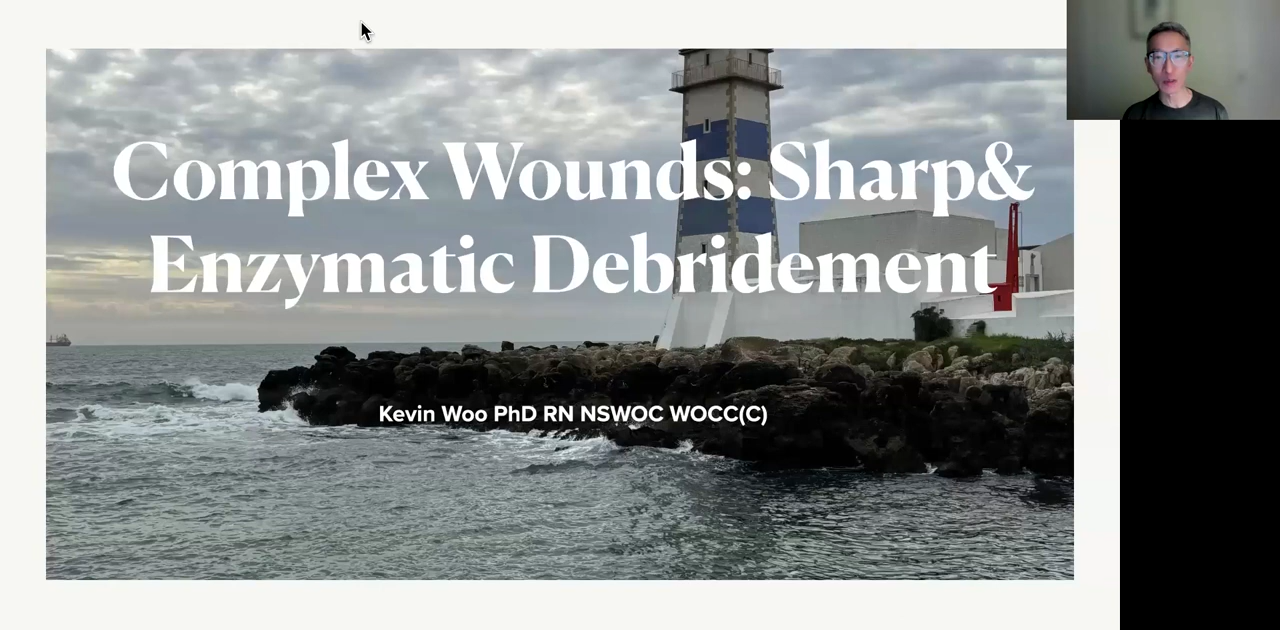 Complex Wounds: Sharp&
Enzymatic Debridement
Kevin Woo PhD RN NSWOC WOCC(C)